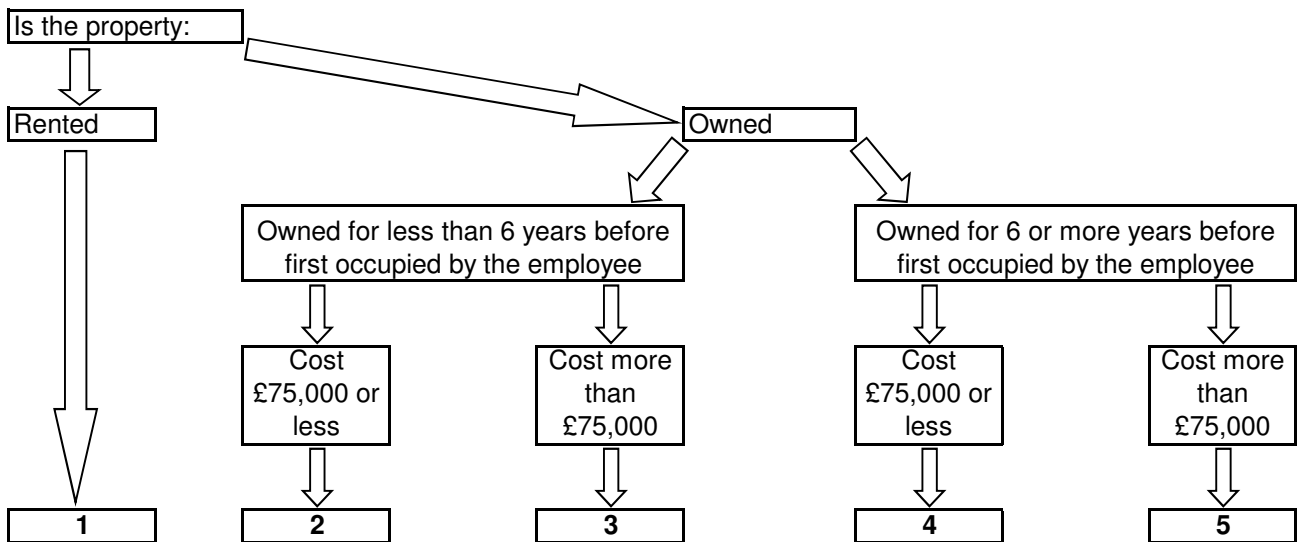 Is the property:
Rented
Owned
Owned for less than 6 years before
first occupied by the employee
Owned for 6 or more years before
first occupied by the employee
Cost
£75,000 or
less
Cost more
than
£75,000
Cost
£75,000 or
less
Cost more
than
£75,000
1
2
3
4
5